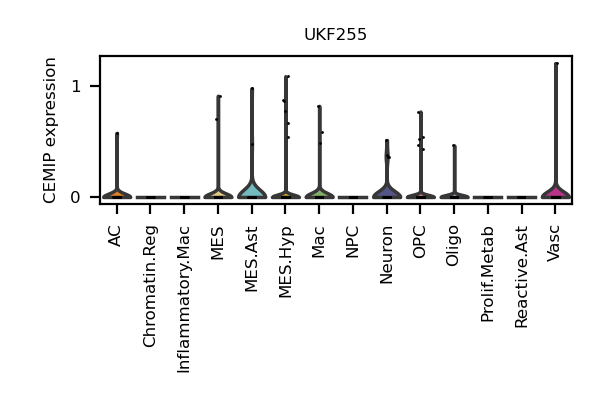 UKF255
CEMIP expression
1
0
AC
Chromatin.Reg
Inflammatory.Mac
MES
MES.Ast
MES.Hyp
Mac
NPC
Neuron
OPC
Oligo
Prolif.Metab
Reactive.Ast
Vasc